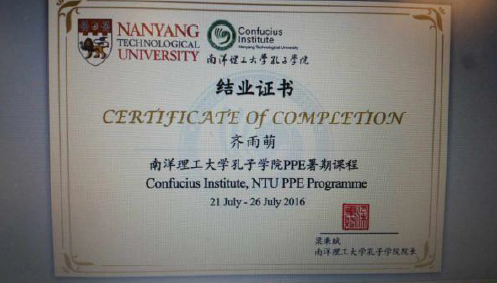 NANYANG
TECHNOLOGICAL
UNIVERSITY
Confucius
Institute
Nanyang Technological University
南洋理工大学孔子学院
结业证书
CERTIFICATE Of COMPLETION
齐雨萌
南洋理工大学孔子学院PPE暑期课程
Confucius Institute, NTU PPE Programme
21 July - 26 July 2016
梁秉赋
南洋理工大学孔子学院院长